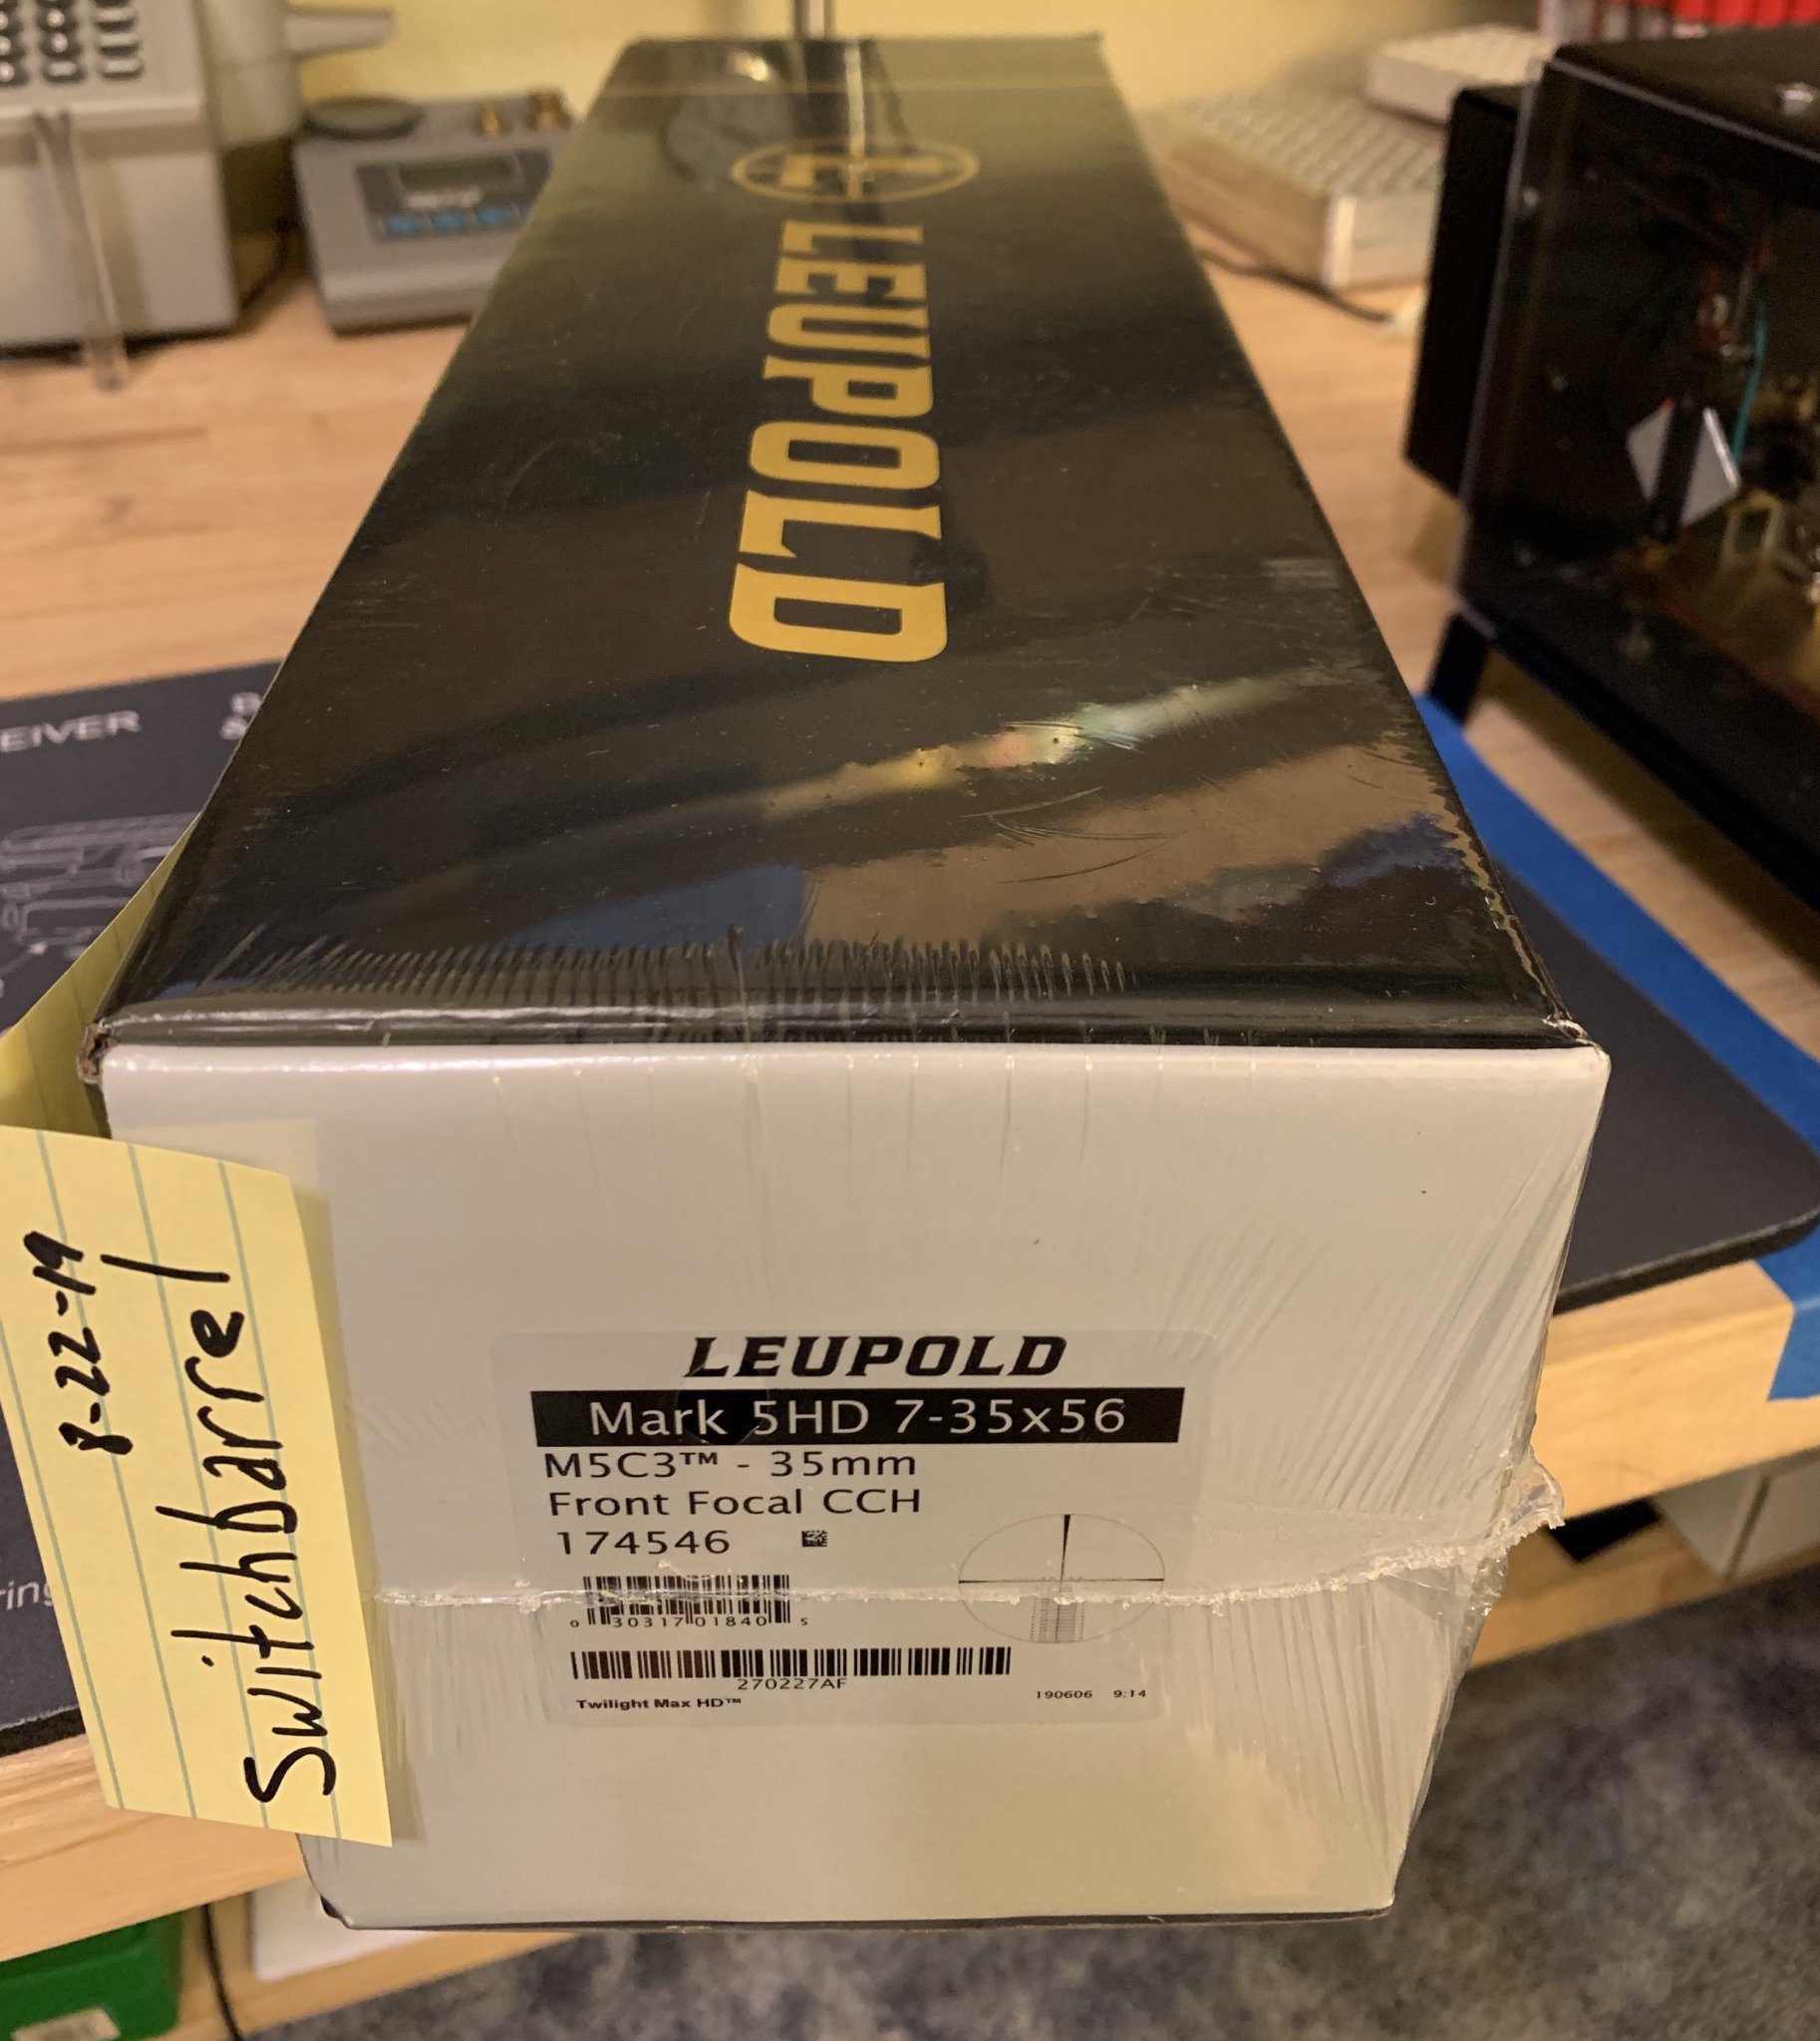 LEUPOLD
EIVER
B
&
8-22-19
Switchbarrel
LEUPOLD
Mark 5HD 7-35x56
M5C3™ - 35mm
Front Focal CCH
174546
0 30317 01840 5
270227AF
Twilight Max HD™
190606 9:14
ring